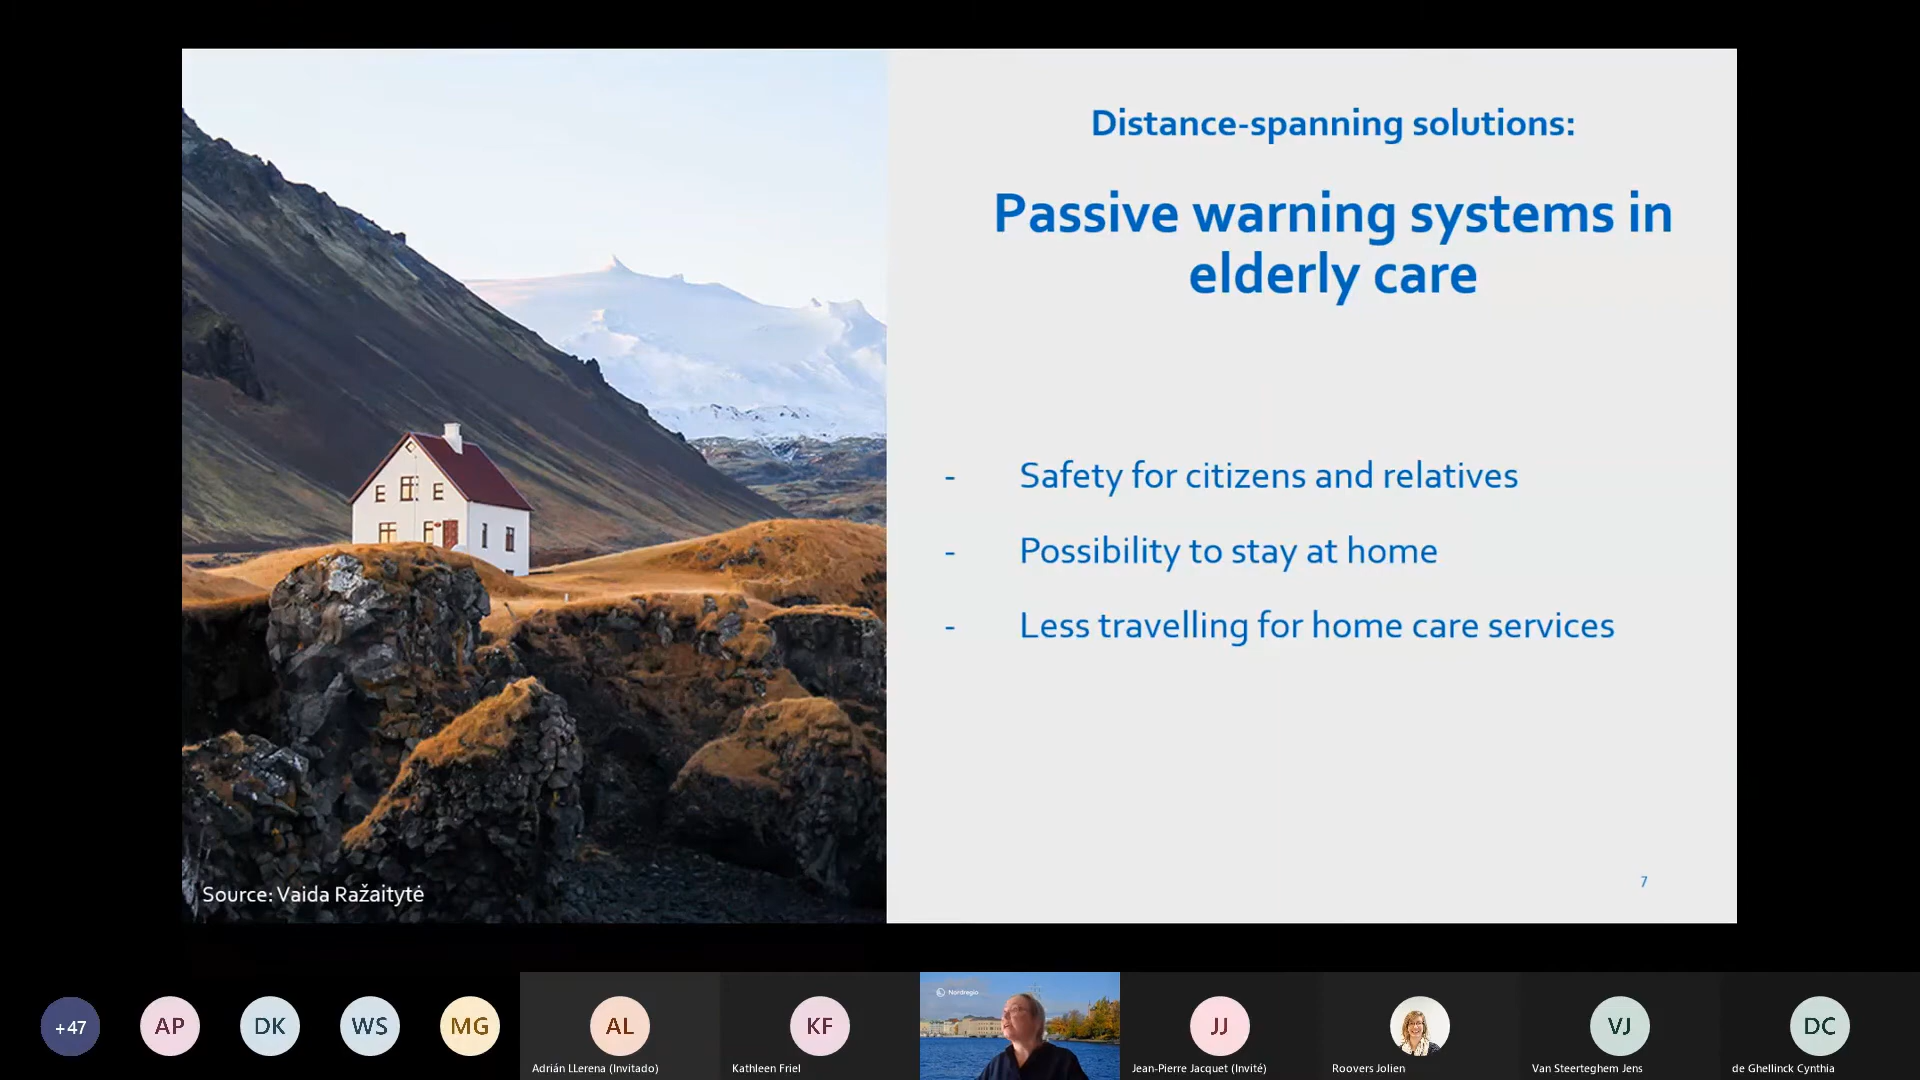 Distance-spanning solutions:
Passive warning systems in
elderly care
- Safety for citizens and relatives
- Possibility to stay at home
- Less travelling for home care services
Source: Vaida Ražaitytė
7
+47
AP
DK
WS
MG
AL
Adrián LLerena (Invitado)
KF
Kathleen Friel
Nordregio
JJ
Jean-Pierre Jacquet (Invité)
Roovers Jolien
VJ
Van Steerteghem Jens
DC
de Ghellinck Cynthia